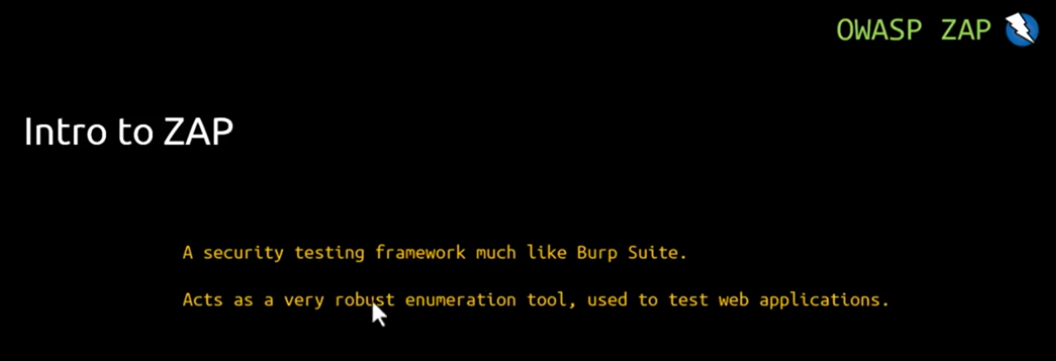 OWASP ZAP
Intro to ZAP
A security testing framework much like Burp Suite.
Acts as a very robust enumeration tool, used to test web applications.